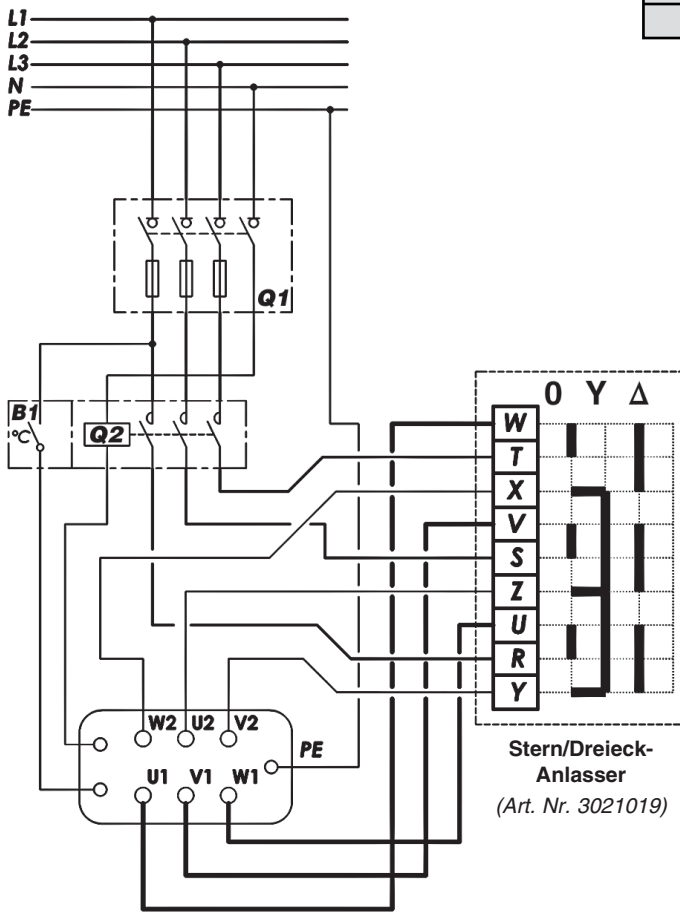 L1
L2
L3
N
PE
Q1
B1
°C
Q2
0 Y Δ
W
T
X
V
S
Z
U
R
Y
W2 U2 V2
PE
U1 V1 W1
Stern/Dreieck-
Anlasser
(Art. Nr. 3021019)